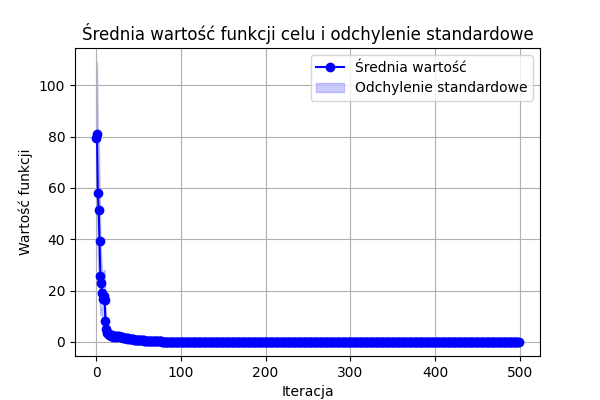 Średnia wartość funkcji celu i odchylenie standardowe
Średnia wartość
Odchylenie standardowe
Wartość funkcji
100
80
60
40
20
0
0 100 200 300 400 500
Iteracja